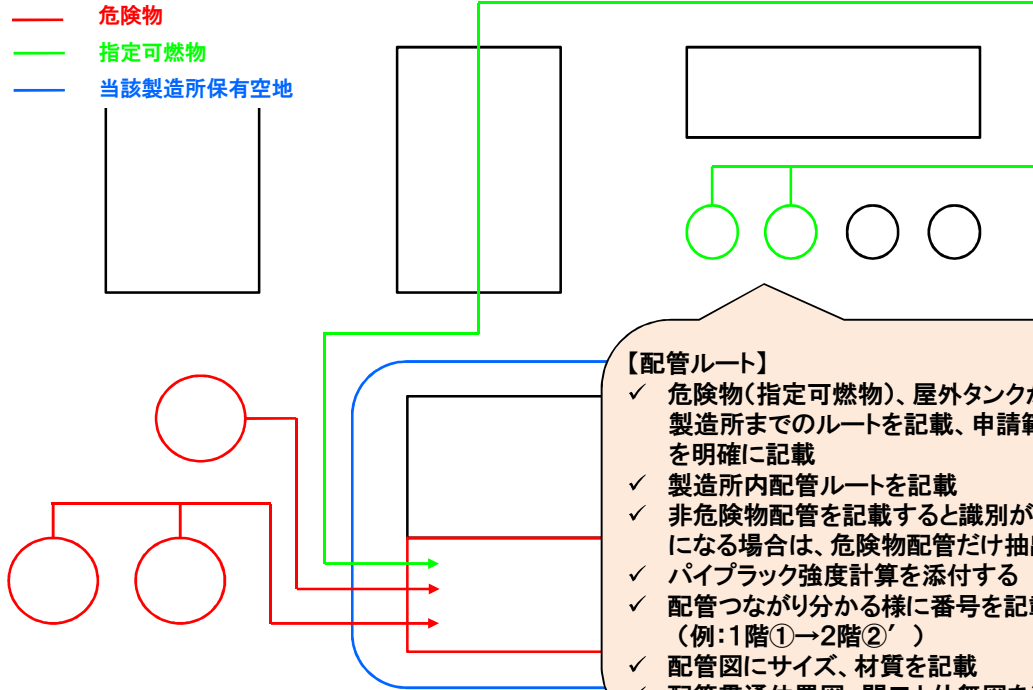 危険物
指定可燃物
当該製造所保有空地
【配管ルート】
✓ 危険物(指定可燃物)、屋外タンク
製造所までのルートを記載、申請
を明確に記載
✓ 製造所内配管ルートを記載
✓ 非危険物配管を記載すると識別が
になる場合は、危険物配管だけ抽
✓ パイプラック強度計算を添付する
✓ 配管つながり分かる様に番号を記
(例:1階①→2階②′)
✓ 配管図にサイズ、材質を記載